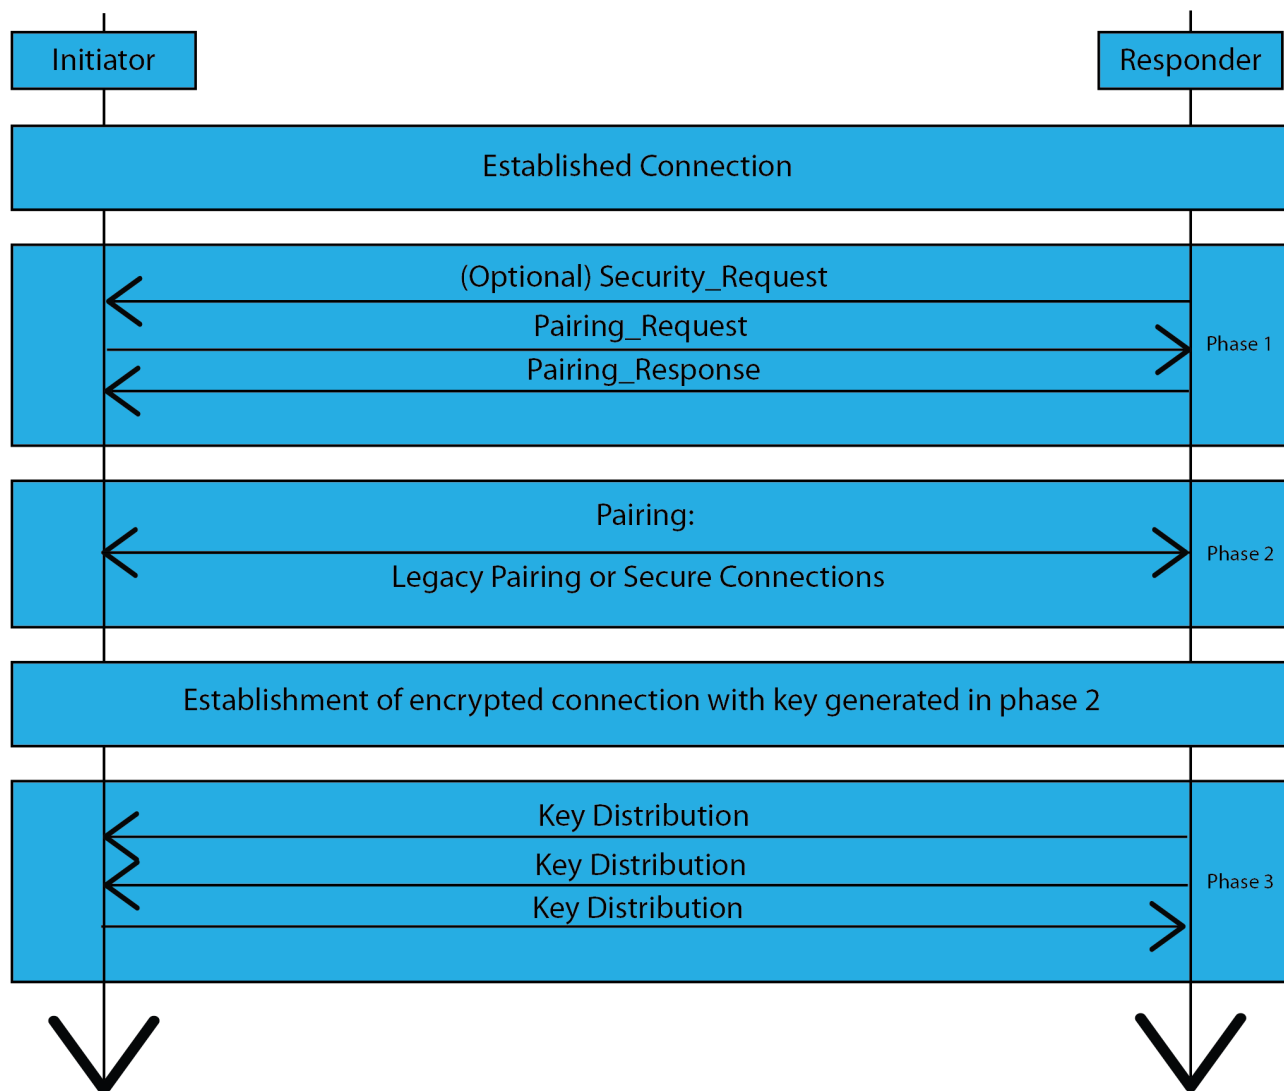 Initiator
Responder
Established Connection
(Optional) Security_Request
Pairing_Request
Phase 1
Pairing_Response
Pairing:
Phase 2
Legacy Pairing or Secure Connections
Establishment of encrypted connection with key generated in phase 2
Key Distribution
Key Distribution
Phase 3
Key Distribution